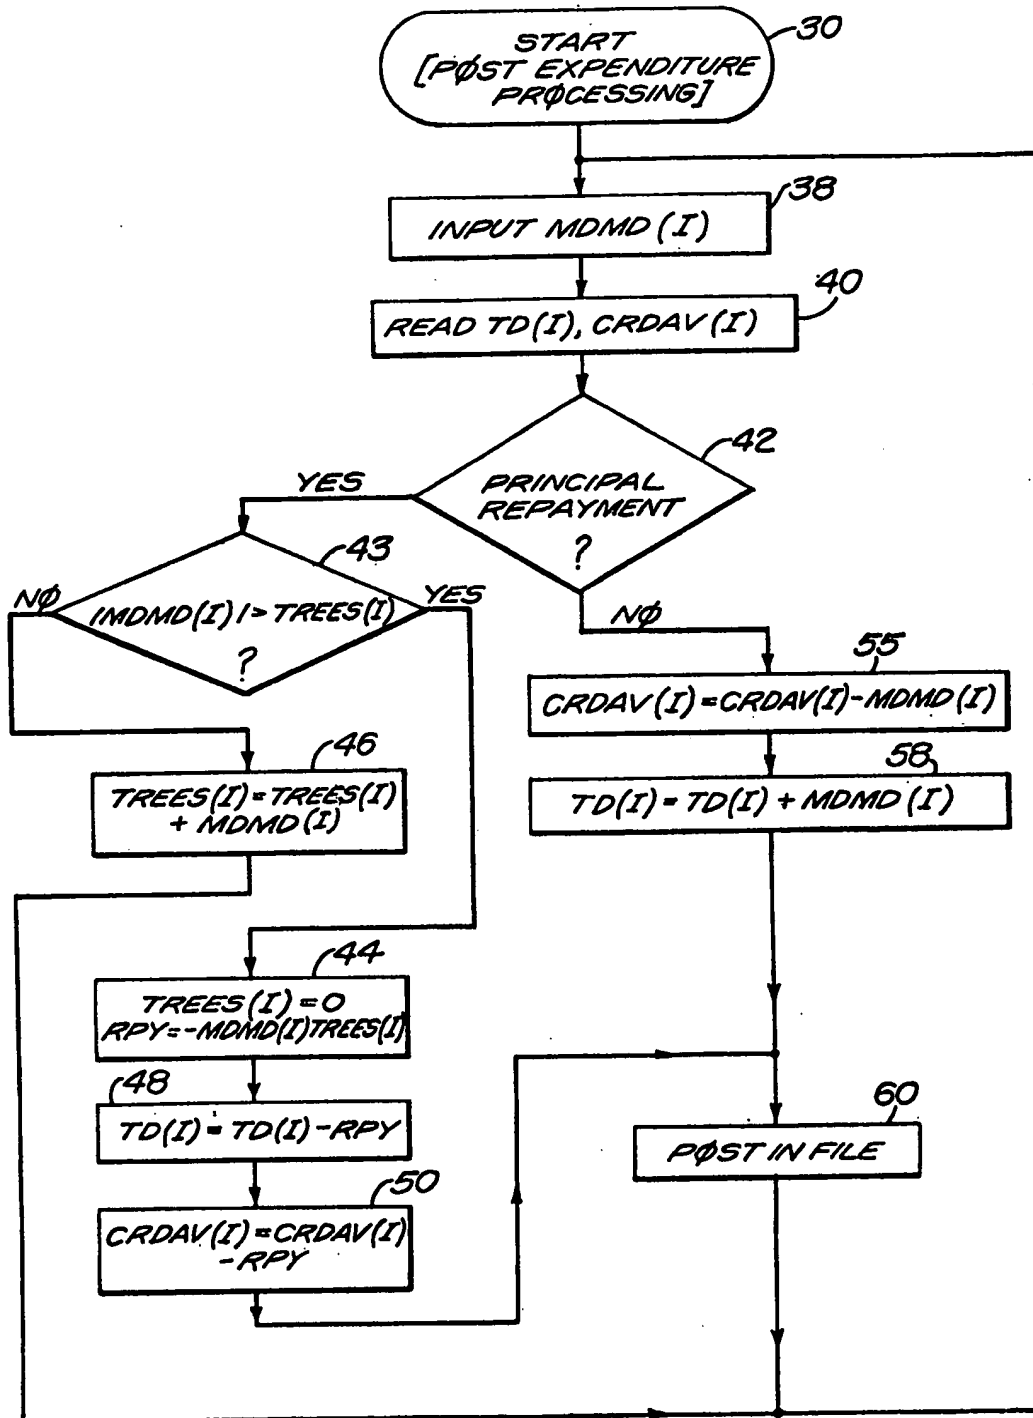 START
[PØST EXPENDITURE
PRØCESSING]
30
INPUT MDMD(I)
38
READ TD(I), CRDAV(I)
40
PRINCIPAL
REPAYMENT
?
42
YES
NØ
|MDMD(I)|> TREES(I)
?
43
NØ
YES
CRDAV(I)=CRDAV(I)-MDMD(I)
55
TD(I)=TD(I)+MDMD(I)
58
TREES(I)=TREES(I)
+ MDMD(I)
46
TREES(I)=0
RPY=-MDMD(I)TREES(I)
44
TD(I)=TD(I)-RPY
48
CRDAV(I)=CRDAV(I)
-RPY
50
PØST IN FILE
60